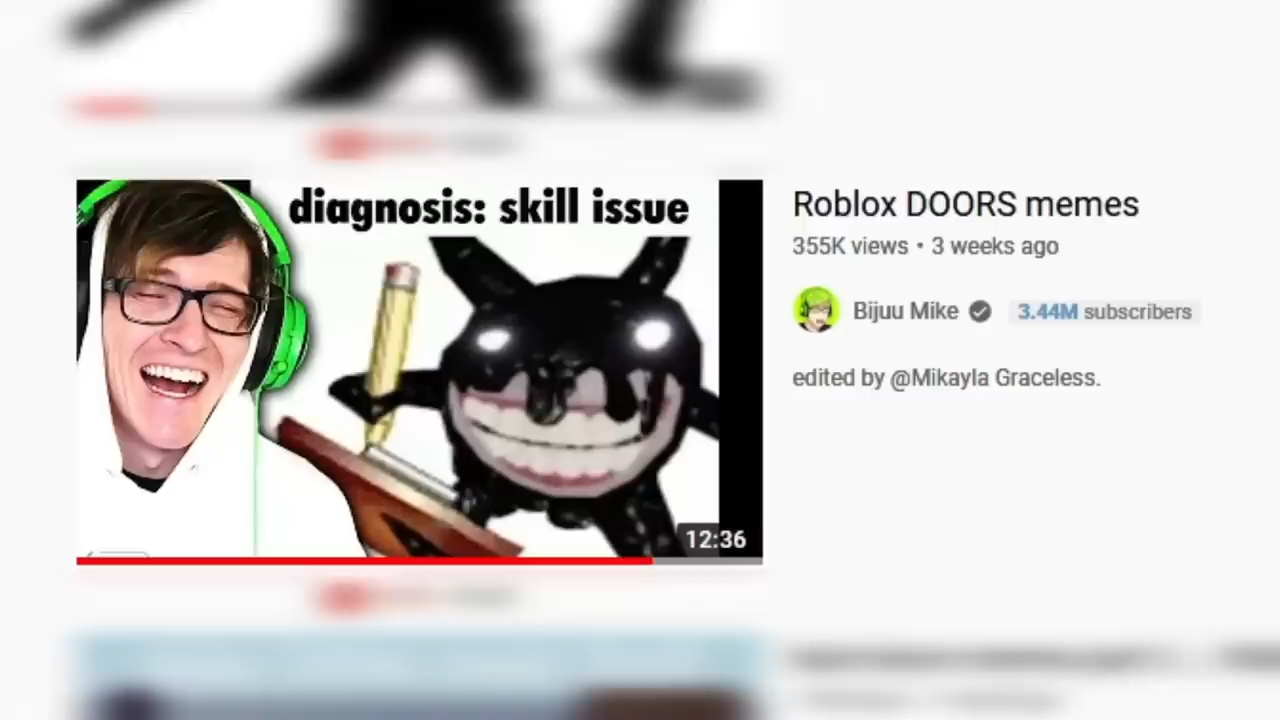 diagnosis: skill issue
12:36
Roblox DOORS memes
355K views • 3 weeks ago
Bijuu Mike
3.44M subscribers
edited by @Mikayla Graceless.